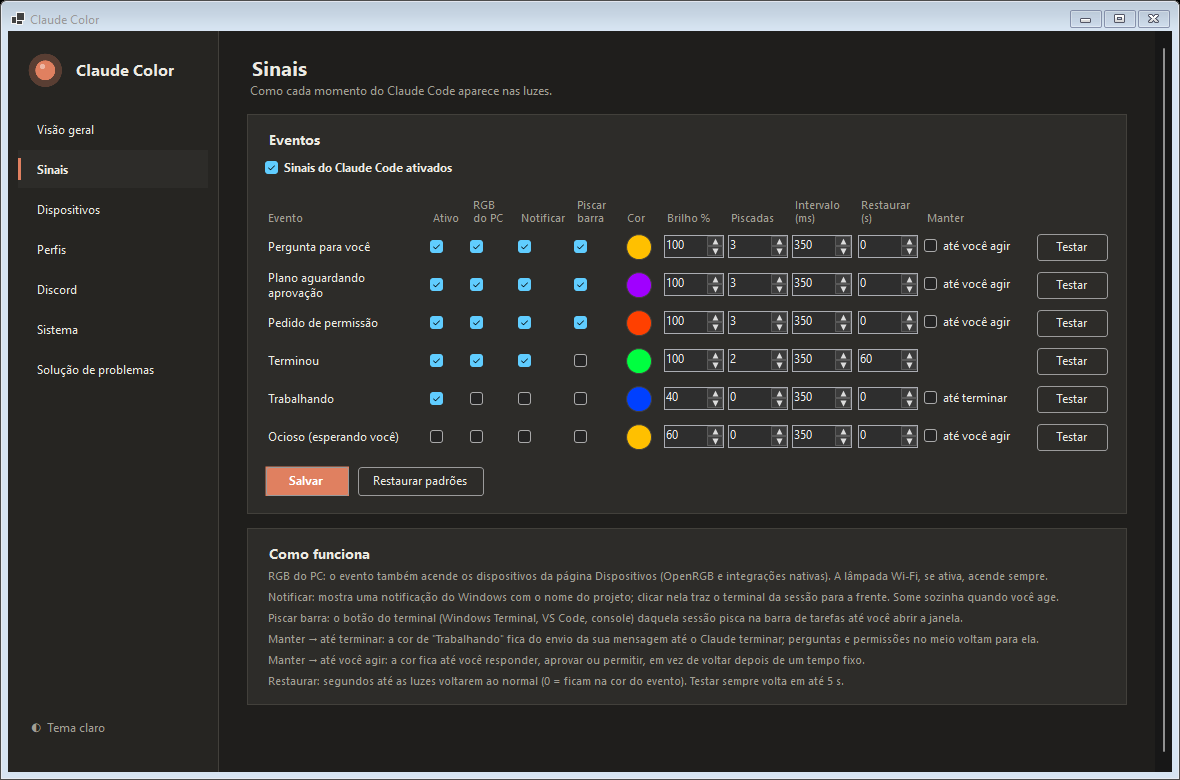 Claude Color
Claude Color
Visão geral
Sinais
Dispositivos
Perfis
Discord
Sistema
Solução de problemas
Tema claro
Sinais
Como cada momento do Claude Code aparece nas luzes.
Eventos
Sinais do Claude Code ativados
Evento Ativo RGB do PC Notificar Piscar barra Cor Brilho % Piscadas Intervalo (ms) Restaurar (s) Manter
Pergunta para você 100 3 350 0 até você agir Testar
Plano aguardando aprovação 100 3 350 0 até você agir Testar
Pedido de permissão 100 3 350 0 até você agir Testar
Terminou 100 2 350 60 Testar
Trabalhando 40 0 350 0 até terminar Testar
Ocioso (esperando você) 60 0 350 0 até você agir Testar
Salvar Restaurar padrões
Como funciona
RGB do PC: o evento também acende os dispositivos da página Dispositivos (OpenRGB e integrações nativas). A lâmpada Wi-Fi, se ativa, acende sempre.
Notificar: mostra uma notificação do Windows com o nome do projeto; clicar nela traz o terminal da sessão para a frente. Some sozinha quando você age.
Piscar barra: o botão do terminal (Windows Terminal, VS Code, console) daquela sessão pisca na barra de tarefas até você abrir a janela.
Manter → até terminar: a cor de "Trabalhando" fica do envio da sua mensagem até o Claude terminar; perguntas e permissões no meio voltam para ela.
Manter → até você agir: a cor fica até você responder, aprovar ou permitir, em vez de voltar depois de um tempo fixo.
Restaurar: segundos até as luzes voltarem ao normal (0 = ficam na cor do evento). Testar sempre volta em até 5 s.